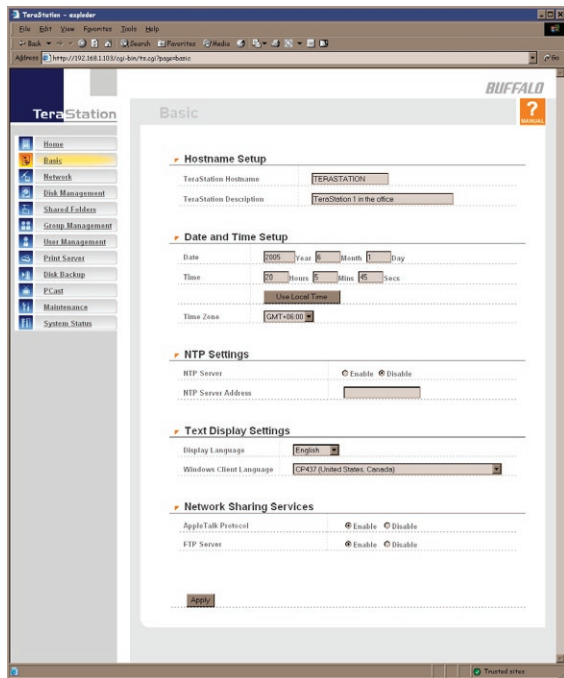 TeraStation - exploder
File Edit View Favorites Tools Help
Back Search Favorites Media
Address http://192.168.1.103/cgi-bin/ts.cgi?page=basic Go
BUFFALO
TeraStation
Basic
?
MANUAL
Home
Basic
Network
Disk Management
Shared Folders
Group Management
User Management
Print Server
Disk Backup
PCast
Maintenance
System Status
Hostname Setup
TeraStation Hostname TERASTATION
TeraStation Description TeraStation 1 in the office
Date and Time Setup
Date 2005 Year 6 Month 1 Day
Time 20 Hours 5 Mins 45 Secs
Use Local Time
Time Zone GMT+06:00
NTP Settings
NTP Server Enable Disable
NTP Server Address
Text Display Settings
Display Language English
Windows Client Language CP437 (United States, Canada)
Network Sharing Services
AppleTalk Protocol Enable Disable
FTP Server Enable Disable
Apply
Trusted sites